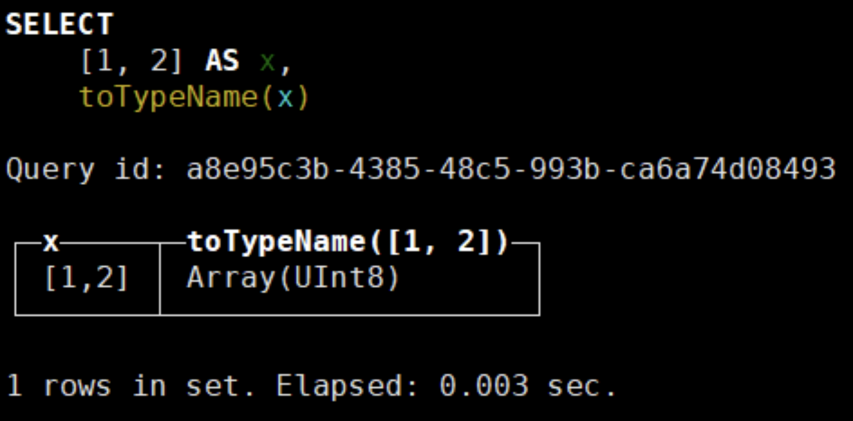 SELECT
[1, 2] AS x,
toTypeName(x)
Query id: a8e95c3b-4385-48c5-993b-ca6a74d08493
x toTypeName([1, 2])
[1,2] Array(UInt8)
1 rows in set. Elapsed: 0.003 sec.